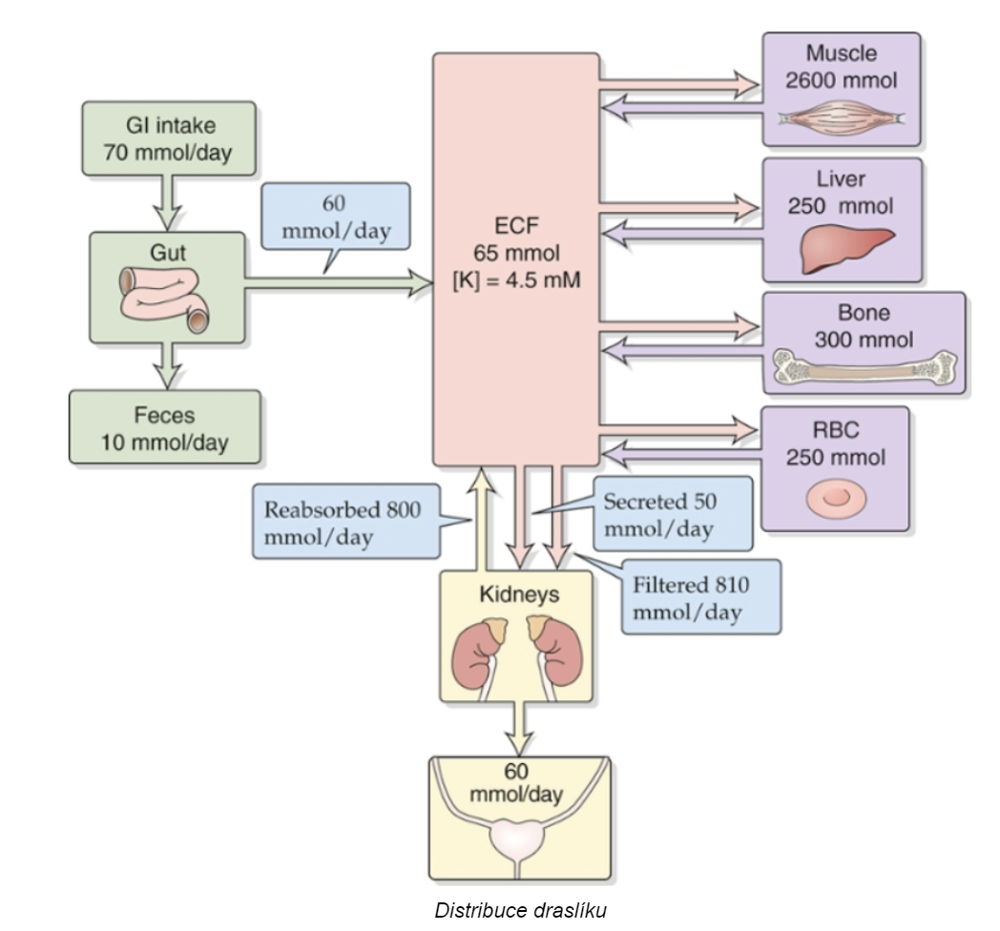 GI intake
70 mmol/day
Gut
Feces
10 mmol/day
60
mmol/day
ECF
65 mmol
[K] = 4.5 mM
Muscle
2600 mmol
Liver
250 mmol
Bone
300 mmol
RBC
250 mmol
Reabsorbed 800
mmol/day
Secreted 50
mmol/day
Filtered 810
mmol/day
Kidneys
60
mmol/day
Distribuce draslíku